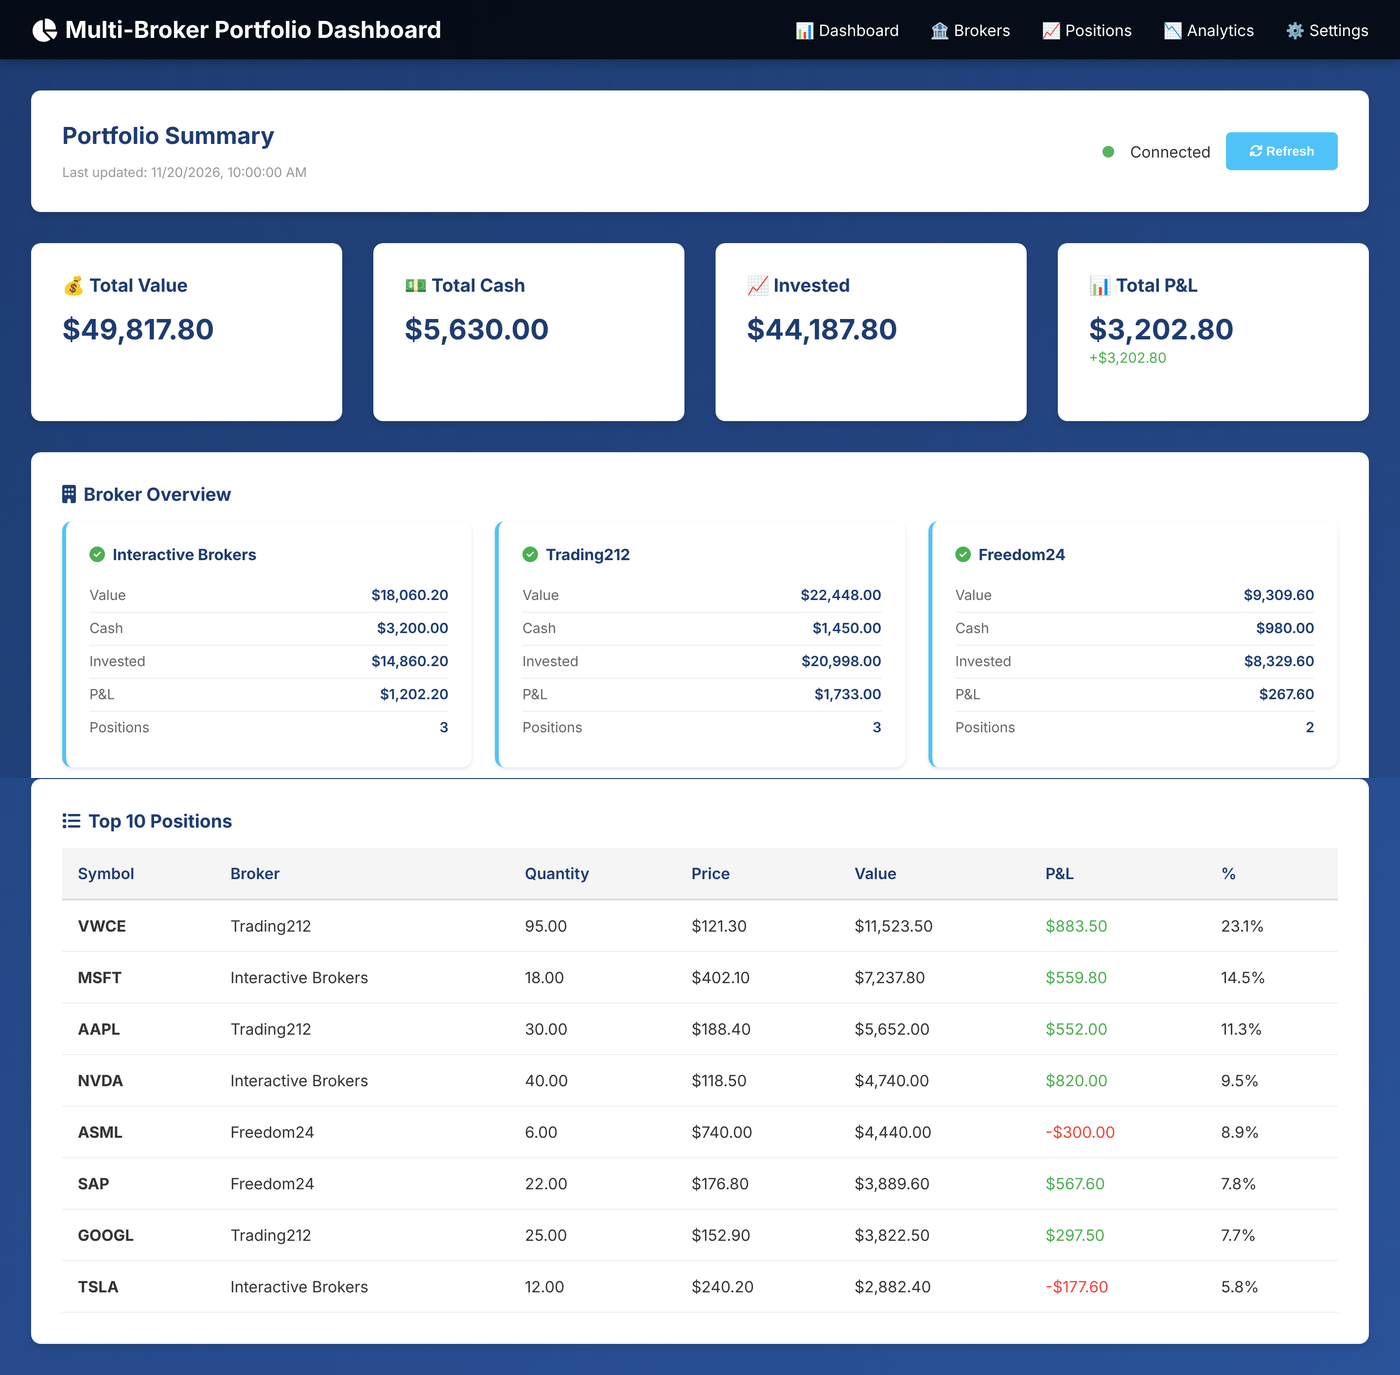 Multi-Broker Portfolio Dashboard
📊 Dashboard 🏦 Brokers 📈 Positions 📉 Analytics ⚙️ Settings
Portfolio Summary
Last updated: 11/20/2026, 10:00:00 AM
Connected
Refresh
💰 Total Value
$49,817.80
💵 Total Cash
$5,630.00
📈 Invested
$44,187.80
📊 Total P&L
$3,202.80
+$3,202.80
Broker Overview
Interactive Brokers
Value $18,060.20
Cash $3,200.00
Invested $14,860.20
P&L $1,202.20
Positions 3
Trading212
Value $22,448.00
Cash $1,450.00
Invested $20,998.00
P&L $1,733.00
Positions 3
Freedom24
Value $9,309.60
Cash $980.00
Invested $8,329.60
P&L $267.60
Positions 2
Top 10 Positions
Symbol Broker Quantity Price Value P&L %
VWCE Trading212 95.00 $121.30 $11,523.50 $883.50 23.1%
MSFT Interactive Brokers 18.00 $402.10 $7,237.80 $559.80 14.5%
AAPL Trading212 30.00 $188.40 $5,652.00 $552.00 11.3%
NVDA Interactive Brokers 40.00 $118.50 $4,740.00 $820.00 9.5%
ASML Freedom24 6.00 $740.00 $4,440.00 -$300.00 8.9%
SAP Freedom24 22.00 $176.80 $3,889.60 $567.60 7.8%
GOOGL Trading212 25.00 $152.90 $3,822.50 $297.50 7.7%
TSLA Interactive Brokers 12.00 $240.20 $2,882.40 -$177.60 5.8%